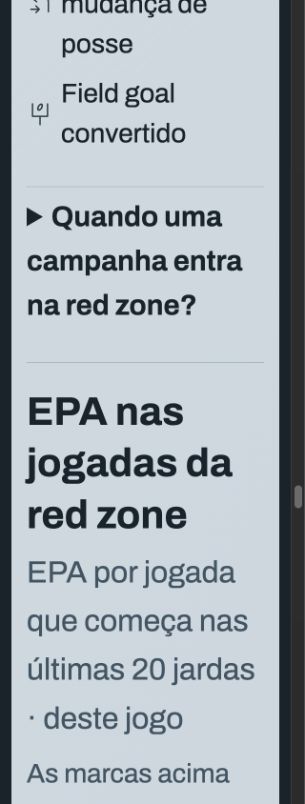 mudança de
posse
Field goal
convertido
▶ Quando uma
campanha entra
na red zone?
EPA nas
jogadas da
red zone
EPA por jogada
que começa nas
últimas 20 jardas
· deste jogo
As marcas acima